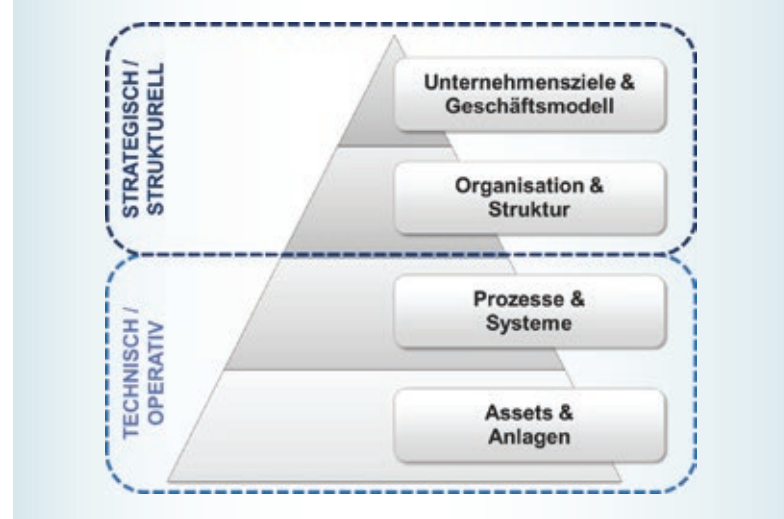 STRATEGISCH /
STRUKTURELL
Unternehmensziele &
Geschäftsmodell
Organisation &
Struktur
TECHNISCH /
OPERATIV
Prozesse &
Systeme
Assets &
Anlagen